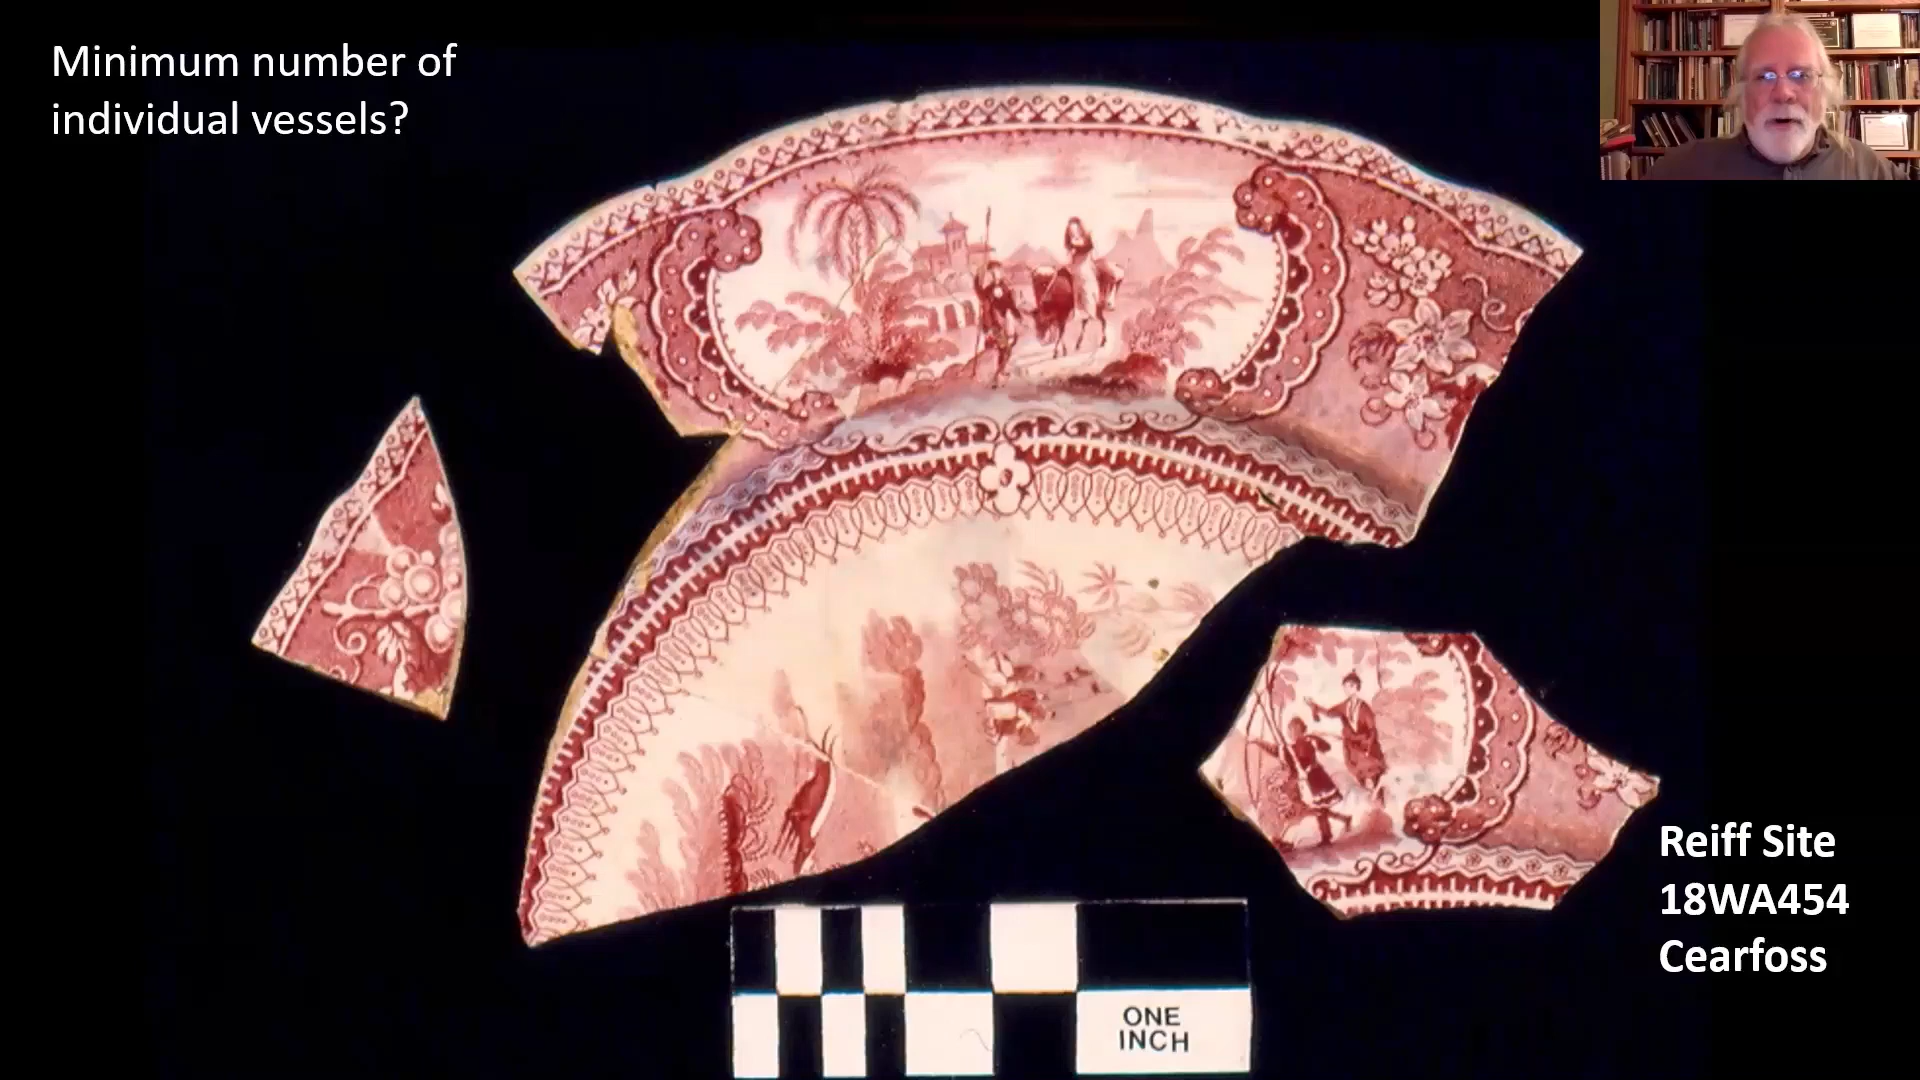 Minimum number of
individual vessels?
Reiff Site
18WA454
Cearfoss
ONE
INCH